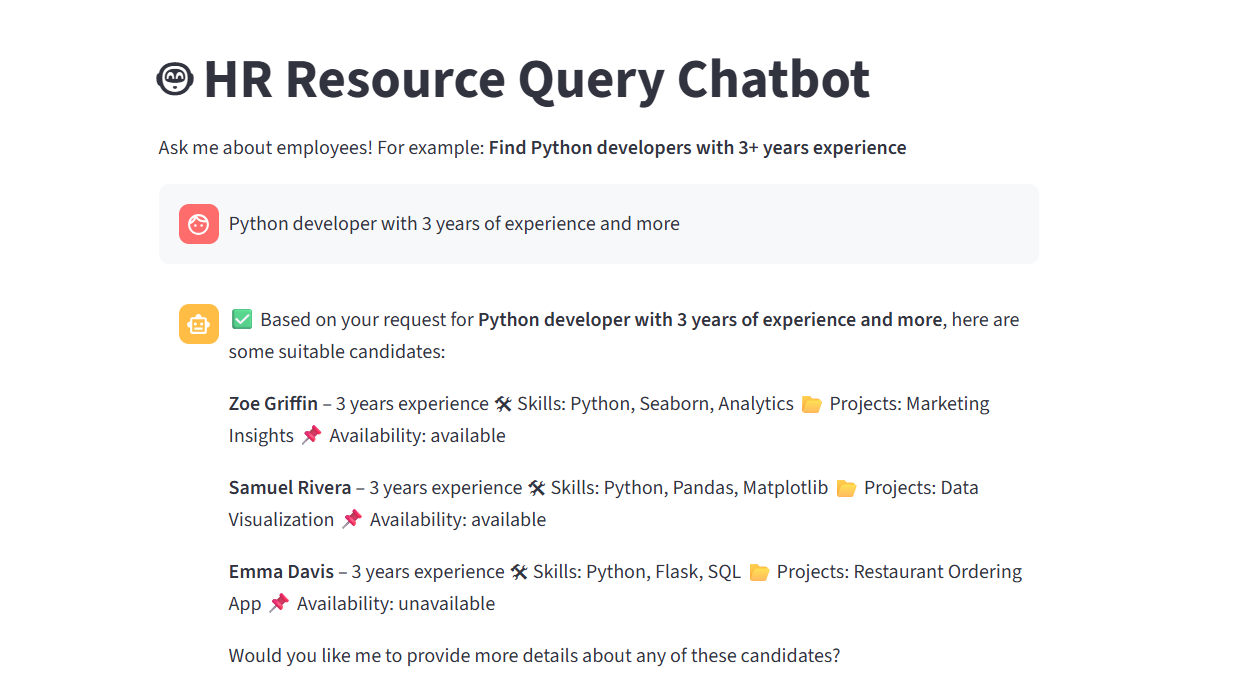 HR Resource Query Chatbot
Ask me about employees! For example: Find Python developers with 3+ years experience
Python developer with 3 years of experience and more
✅ Based on your request for Python developer with 3 years of experience and more, here are
some suitable candidates:
Zoe Griffin – 3 years experience 🛠 Skills: Python, Seaborn, Analytics 📁 Projects: Marketing
Insights 📌 Availability: available
Samuel Rivera – 3 years experience 🛠 Skills: Python, Pandas, Matplotlib 📁 Projects: Data
Visualization 📌 Availability: available
Emma Davis – 3 years experience 🛠 Skills: Python, Flask, SQL 📁 Projects: Restaurant Ordering
App 📌 Availability: unavailable
Would you like me to provide more details about any of these candidates?